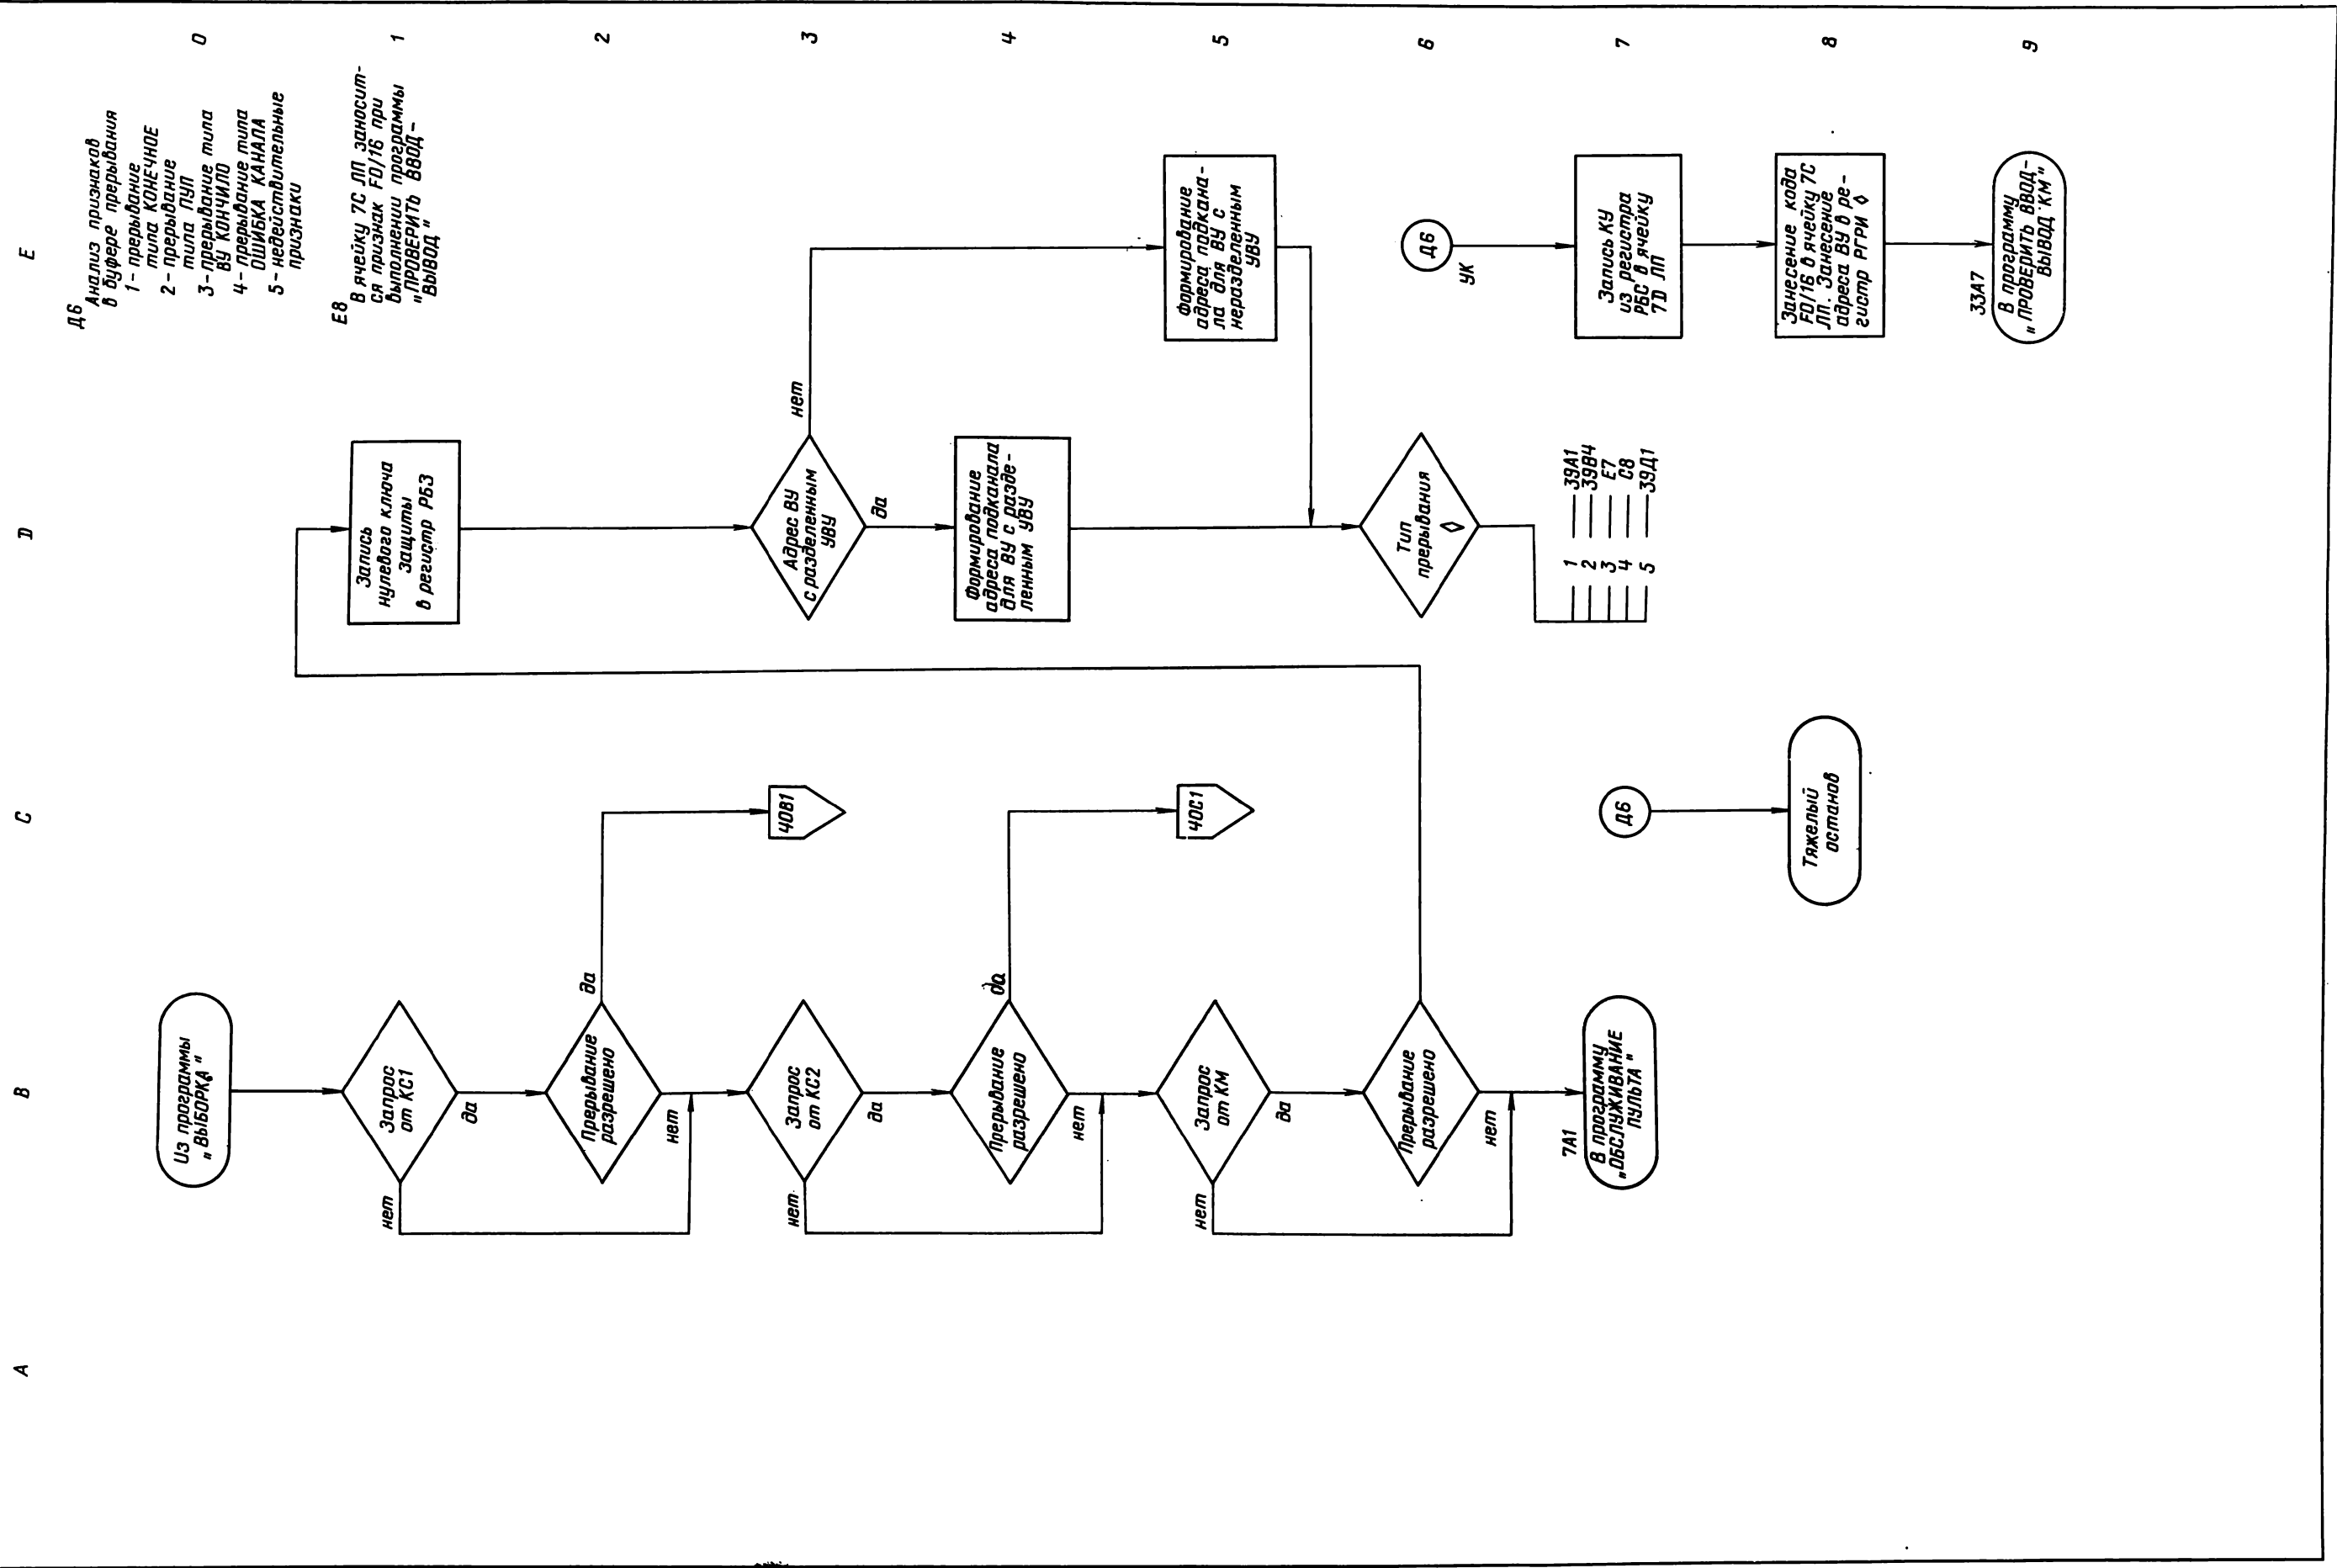 A
B
C
D
E
0
1
2
3
4
5
6
7
8
9
Из программы
„ВЫБОРКА"
Запрос
от КС1
нет
да
Прерывание
разрешено
да
нет
40В1
Запрос
от КС2
нет
да
Прерывание
разрешено
да
нет
40С1
Запрос
от КМ
нет
да
Прерывание
разрешено
нет
7А1
В программу
„ОБСЛУЖИВАНИЕ
ПУЛЬТА"
Д6
Тяжелый
останов
Запись
нулевого ключа
защиты
в регистр РБЗ
Адрес ВУ
с разделенным
УВУ
нет
да
Формирование
адреса подканала
для ВУ с разде-
ленным УВУ
Формирование
адреса подкана-
ла для ВУ с
неразделенным
УВУ
Тип
прерывания
◊
1 — 39А1
2 — 39В4
3 — Е7
4 — С8
5 — 39Д1
Д6
УК
Запись КУ
из регистра
РБС в ячейку
7D ЛП
Занесение кода
F0/16 в ячейку 7С
ЛП. Занесение
адреса ВУ в ре-
гистр РГРИ ◊
33А7
В программу
„ПРОВЕРИТЬ ВВОД-
ВЫВОД КМ"
Д6
Анализ признаков
в буфере прерывания
1- прерывание
типа КОНЕЧНОЕ
2- прерывание
типа ПУП
3-прерывание типа
ВУ КОНЧИЛО
4- прерывание типа
ОШИБКА КАНАЛА
5- недействительные
признаки
Е8
В ячейку 7С ЛП заносит-
ся признак F0/16 при
выполнении программы
„ПРОВЕРИТЬ ВВОД-
ВЫВОД"